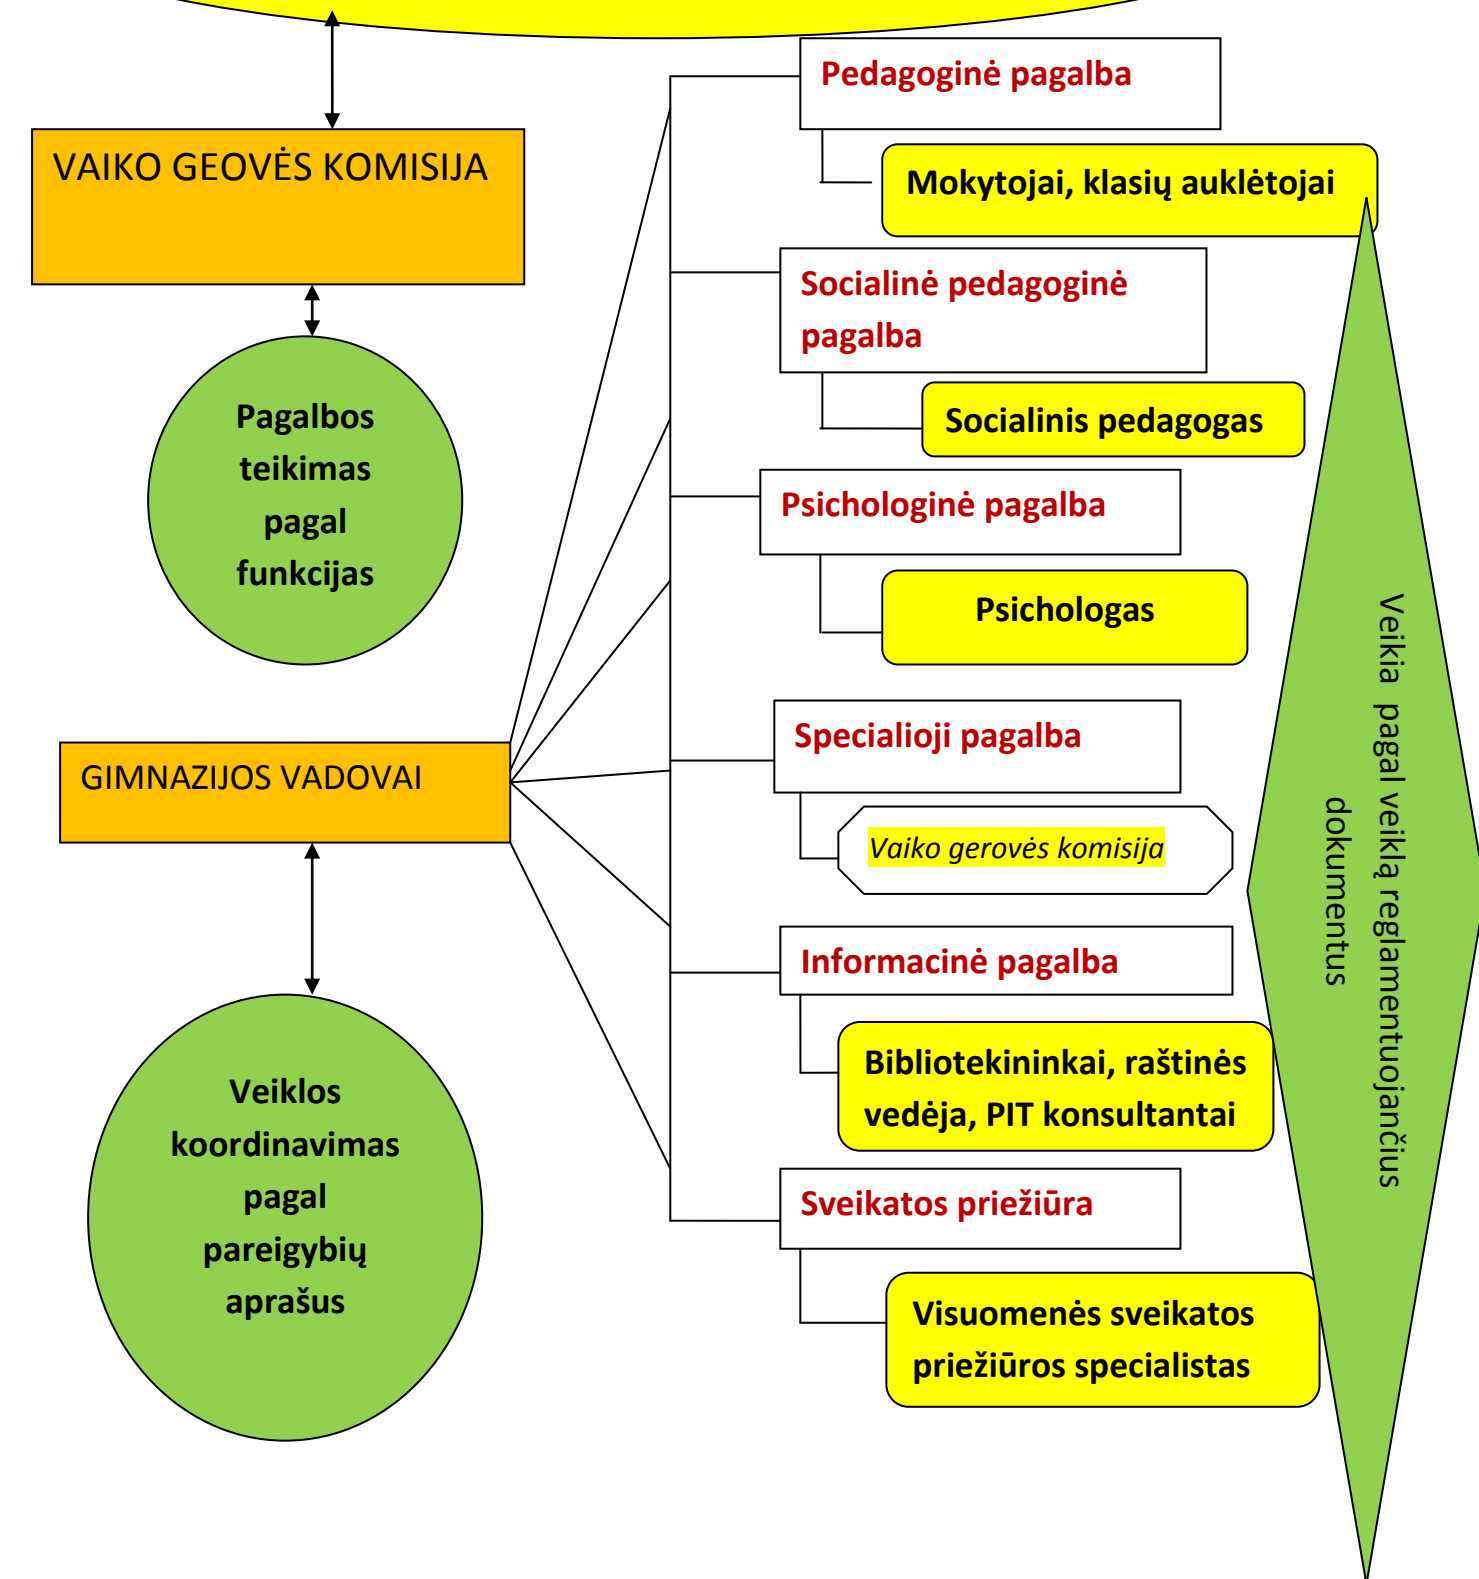 VAIKO GEOVĖS KOMISIJA
Pagalbos
teikimas
pagal
funkcijas
GIMNAZIJOS VADOVAI
Veiklos
koordinavimas
pagal
pareigybių
aprašus
Pedagoginė pagalba
Mokytojai, klasių auklėtojai
Socialinė pedagoginė
pagalba
Socialinis pedagogas
Psichologinė pagalba
Psichologas
Specialioji pagalba
Vaiko gerovės komisija
Informacinė pagalba
Bibliotekininkai, raštinės
vedėja, PIT konsultantai
Sveikatos priežiūra
Visuomenės sveikatos
priežiūros specialistas
Veikia pagal veiklą reglamentuojančius
dokumentus